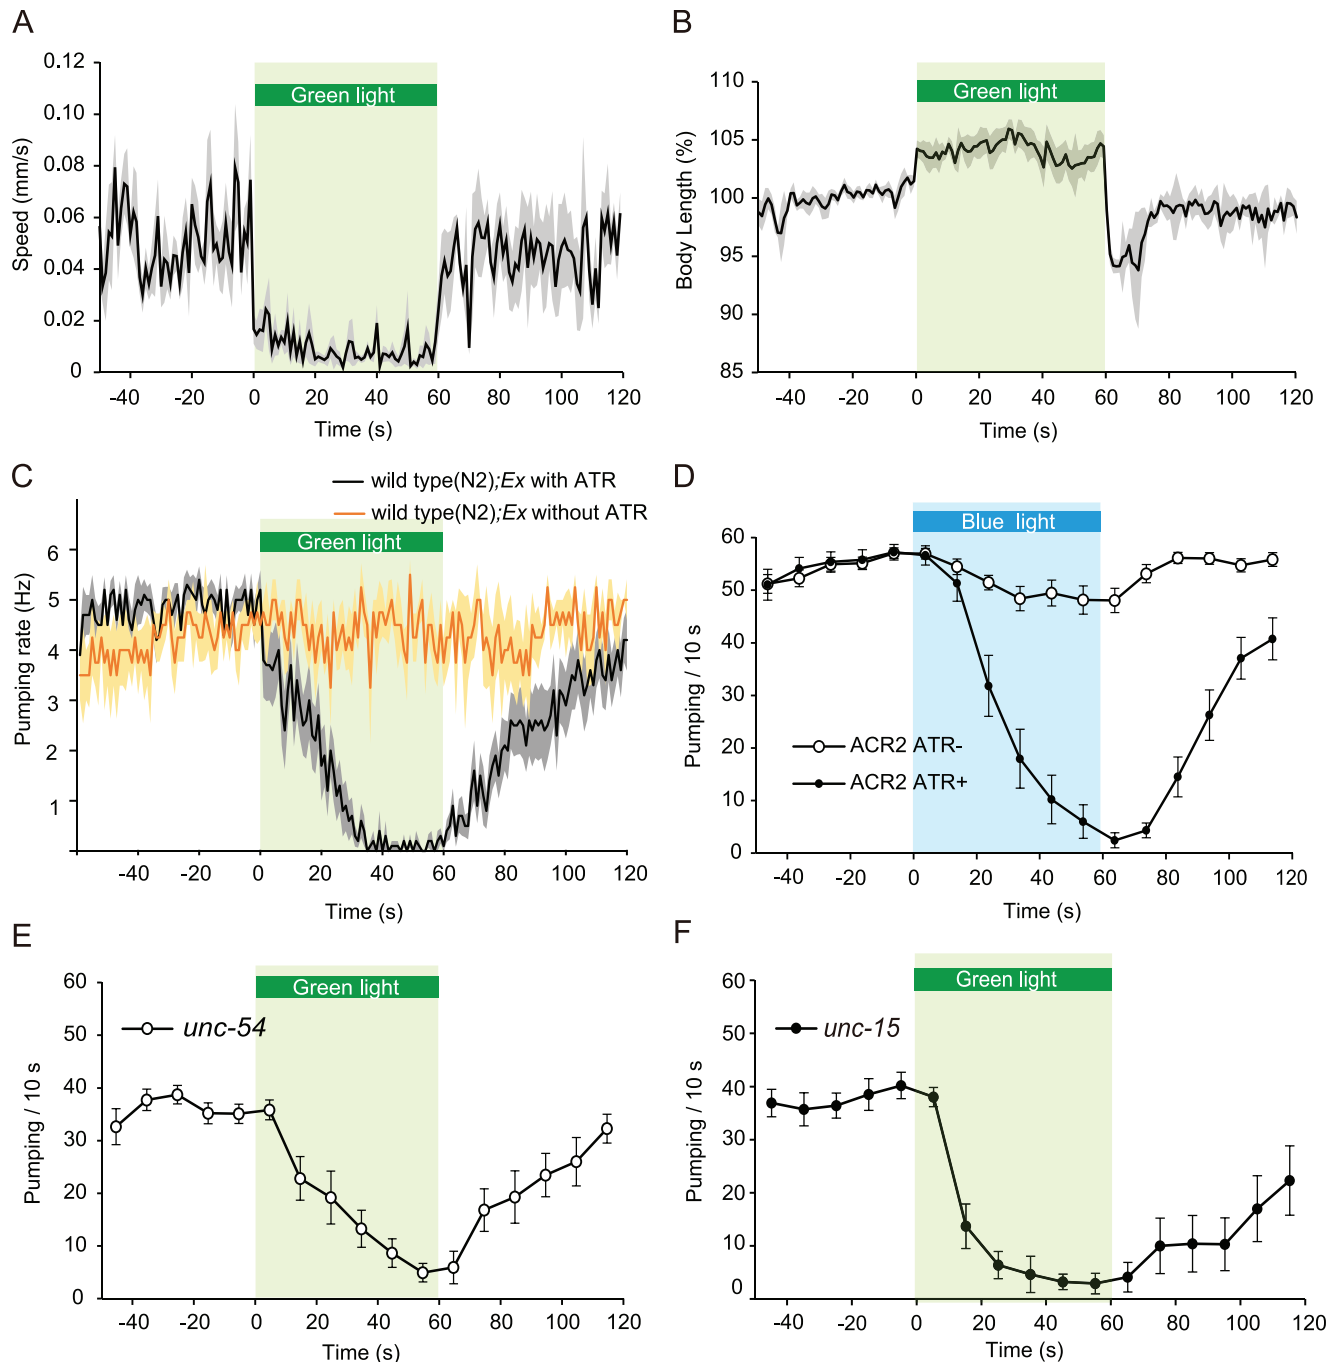 A
0.12
0.10
0.08
0.06
0.04
0.02
0
Speed (mm/s)
Green light
-40 -20 0 20 40 60 80 100 120
Time (s)
B
110
105
100
95
90
85
Body Length (%)
Green light
-40 -20 0 20 40 60 80 100 120
Time (s)
C
wild type(N2);Ex with ATR
wild type(N2);Ex without ATR
Green light
6
5
4
3
2
1
Pumping rate (Hz)
-40 -20 0 20 40 60 80 100 120
Time (s)
D
Blue light
60
50
40
30
20
10
0
Pumping / 10 s
ACR2 ATR-
ACR2 ATR+
-40 -20 0 20 40 60 80 100 120
Time (s)
E
60
50
40
30
20
10
0
Pumping / 10 s
Green light
unc-54
-40 -20 0 20 40 60 80 100 120
Time (s)
F
60
50
40
30
20
10
0
Pumping / 10 s
Green light
unc-15
-40 -20 0 20 40 60 80 100 120
Time (s)